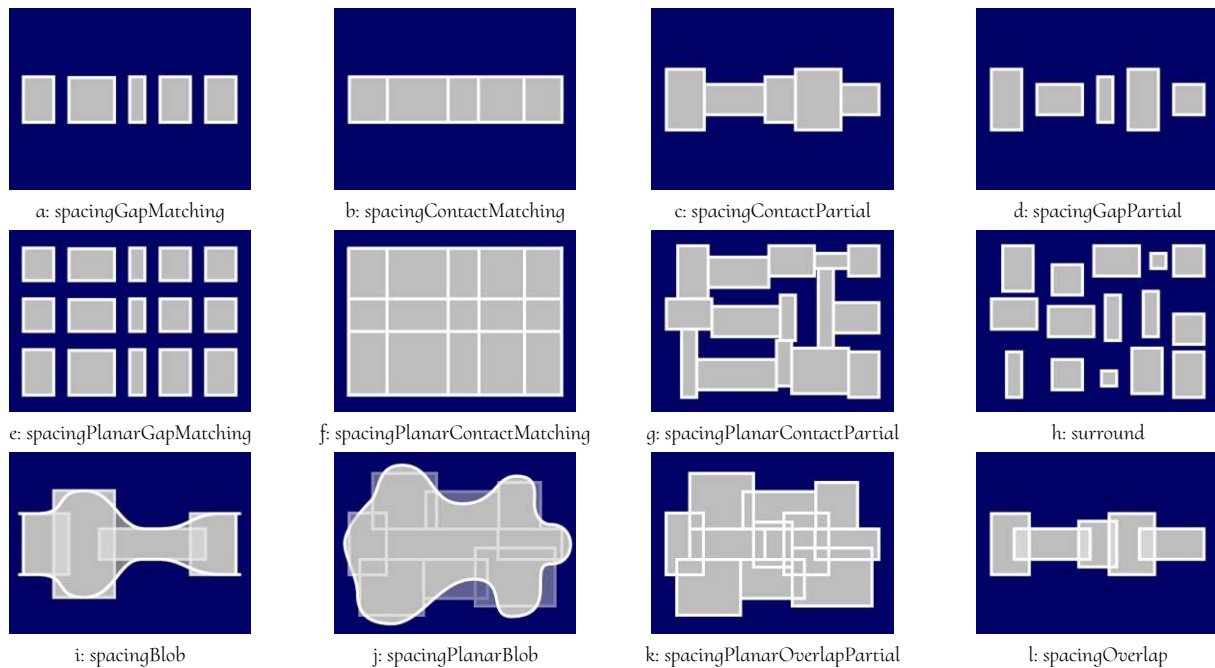 a: spacingGapMatching
b: spacingContactMatching
c: spacingContactPartial
d: spacingGapPartial
e: spacingPlanarGapMatching
f: spacingPlanarContactMatching
g: spacingPlanarContactPartial
h: surround
i: spacingBlob
j: spacingPlanarBlob
k: spacingPlanarOverlapPartial
l: spacingOverlap